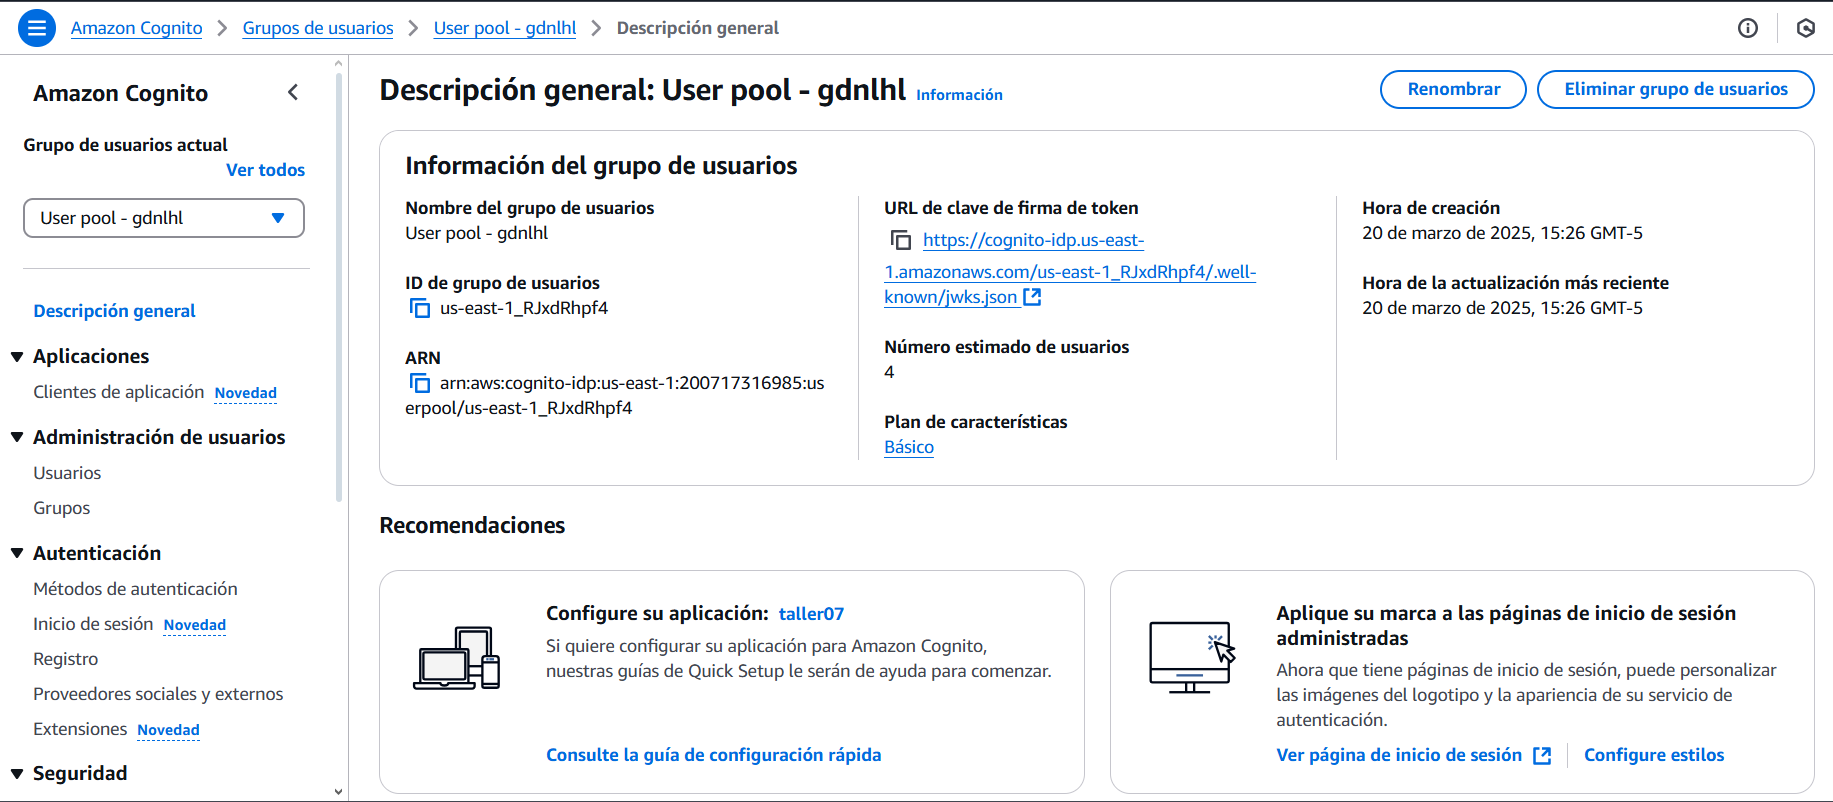 Amazon Cognito > Grupos de usuarios > User pool - gdnlhl > Descripción general
Amazon Cognito
Grupo de usuarios actual
Ver todos
User pool - gdnlhl
Descripción general
Aplicaciones
Clientes de aplicación Novedad
Administración de usuarios
Usuarios
Grupos
Autenticación
Métodos de autenticación
Inicio de sesión Novedad
Registro
Proveedores sociales y externos
Extensiones Novedad
Seguridad
Descripción general: User pool - gdnlhl Información
Renombrar
Eliminar grupo de usuarios
Información del grupo de usuarios
Nombre del grupo de usuarios
User pool - gdnlhl
ID de grupo de usuarios
us-east-1_RJxdRhpf4
ARN
arn:aws:cognito-idp:us-east-1:200717316985:us
erpool/us-east-1_RJxdRhpf4
URL de clave de firma de token
https://cognito-idp.us-east-
1.amazonaws.com/us-east-1_RJxdRhpf4/.well-
known/jwks.json
Número estimado de usuarios
4
Plan de características
Básico
Hora de creación
20 de marzo de 2025, 15:26 GMT-5
Hora de la actualización más reciente
20 de marzo de 2025, 15:26 GMT-5
Recomendaciones
Configure su aplicación: taller07
Si quiere configurar su aplicación para Amazon Cognito,
nuestras guías de Quick Setup le serán de ayuda para comenzar.
Consulte la guía de configuración rápida
Aplique su marca a las páginas de inicio de sesión
administradas
Ahora que tiene páginas de inicio de sesión, puede personalizar
las imágenes del logotipo y la apariencia de su servicio de
autenticación.
Ver página de inicio de sesión
Configure estilos